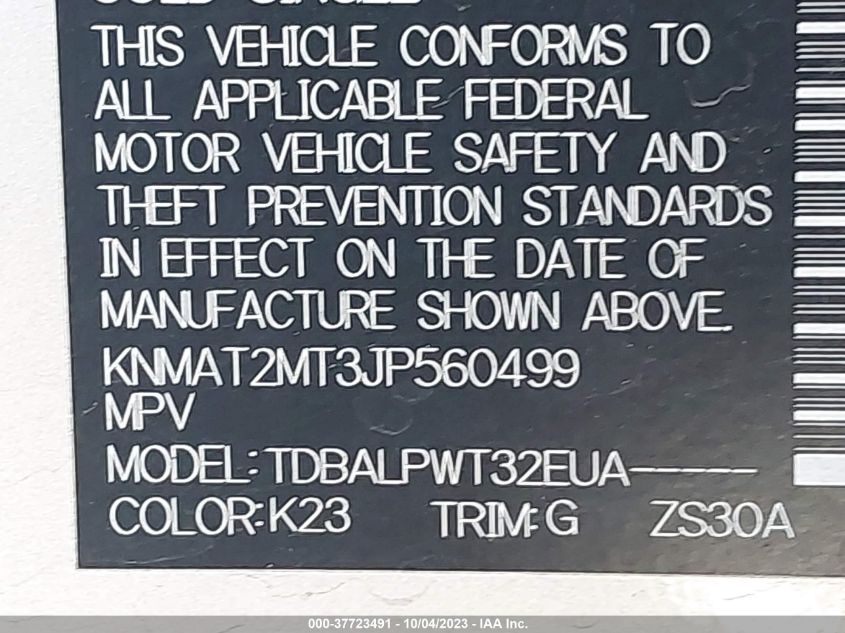 THIS VEHICLE CONFORMS TO
ALL APPLICABLE FEDERAL
MOTOR VEHICLE SAFETY AND
THEFT PREVENTION STANDARDS
IN EFFECT ON THE DATE OF
MANUFACTURE SHOWN ABOVE.
KNMAT2MT3JP560499
MPV
MODEL:TDBALPWT32EUA-----
COLOR:K23 TRIM:G ZS30A
000-37723491 - 10/04/2023 - IAA Inc.